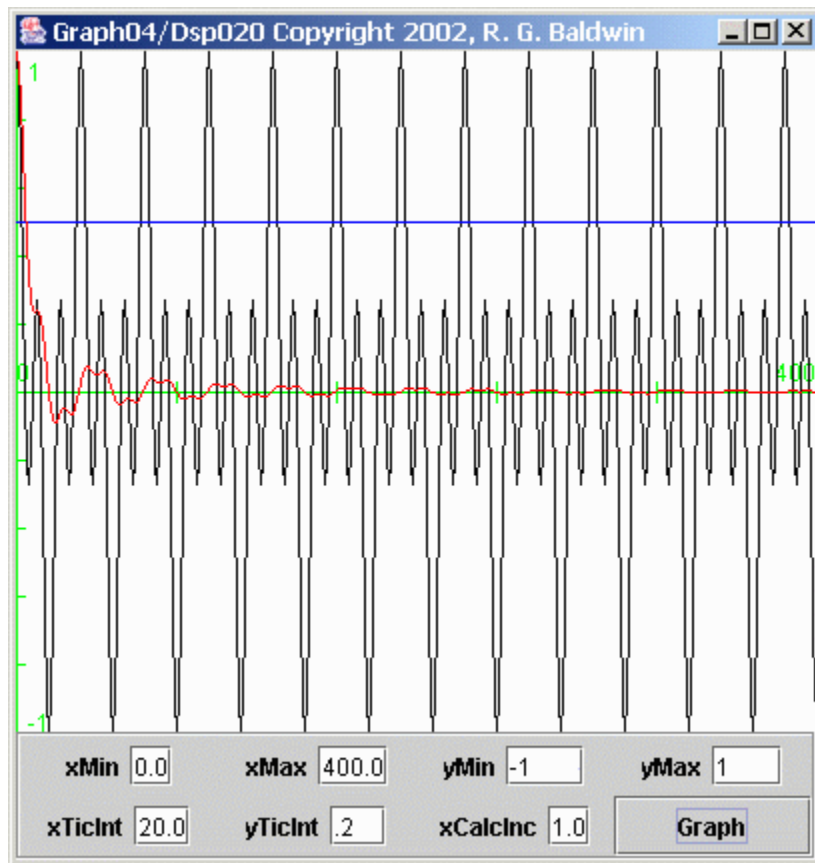 Graph04/Dsp020 Copyright 2002, R. G. Baldwin
1
0 400
-1
xMin 0.0 xMax 400.0 yMin -1 yMax 1
xTicInt 20.0 yTicInt .2 xCalcInc 1.0 Graph